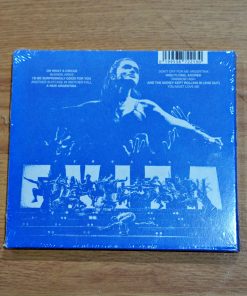 OH WHAT A CIRCUS
BUENOS AIRES
I'D BE SURPRISINGLY GOOD FOR YOU
ANOTHER SUITCASE IN ANOTHER HALL
A NEW ARGENTINA
DON'T CRY FOR ME ARGENTINA
HIGH FLYING, ADORED
RAINBOW HIGH
AND THE MONEY KEPT ROLLING IN (AND OUT)
YOU MUST LOVE ME
EVITA